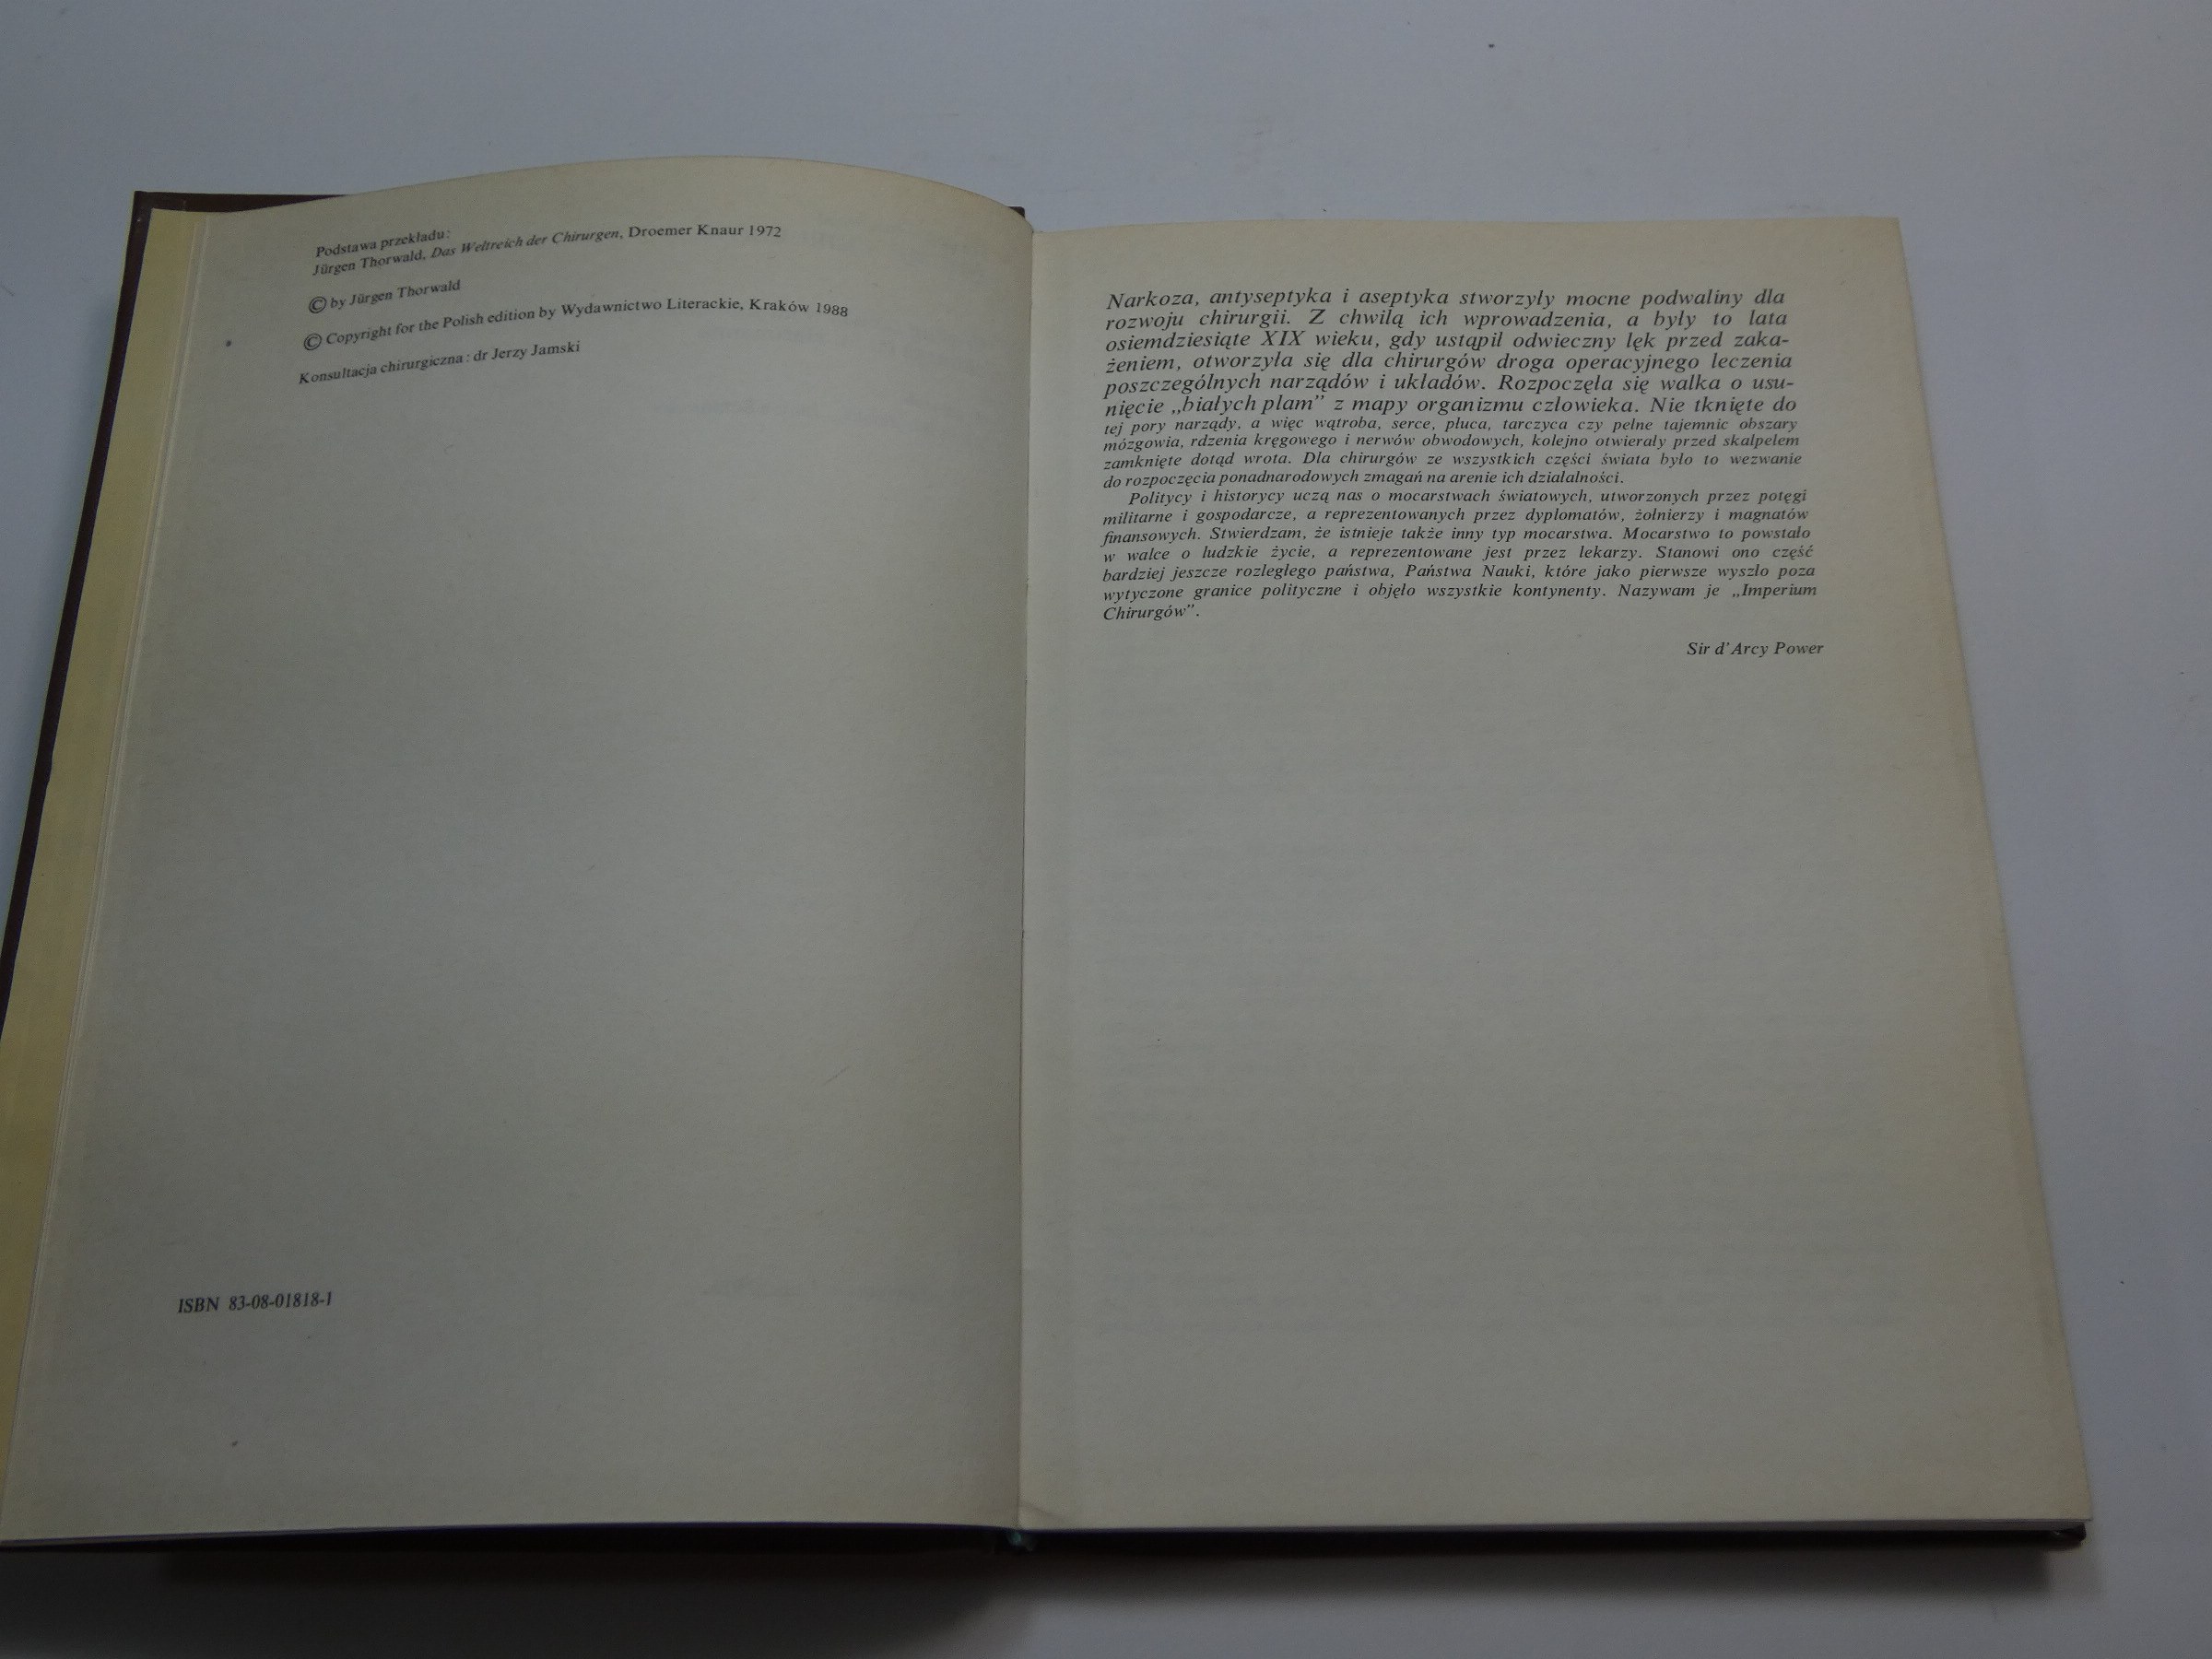 Podstawa przekładu:
Jürgen Thorwald, Das Weltreich der Chirurgen, Droemer Knaur 1972
© by Jürgen Thorwald
© Copyright for the Polish edition by Wydawnictwo Literackie, Kraków 1988
Konsultacja chirurgiczna: dr Jerzy Jamski
ISBN 83-08-01818-1
Narkoza, antyseptyka i aseptyka stworzyły mocne podwaliny dla
rozwoju chirurgii. Z chwilą ich wprowadzenia, a były to lata
osiemdziesiąte XIX wieku, gdy ustąpił odwieczny lęk przed zaka-
żeniem, otworzyła się dla chirurgów droga operacyjnego leczenia
poszczególnych narządów i układów. Rozpoczęła się walka o usu-
nięcie „białych plam” z mapy organizmu człowieka. Nie tknięte do
tej pory narządy, a więc wątroba, serce, płuca, tarczyca czy pełne tajemnic obszary
mózgowia, rdzenia kręgowego i nerwów obwodowych, kolejno otwierały przed skalpelem
zamknięte dotąd wrota. Dla chirurgów ze wszystkich części świata było to wezwanie
do rozpoczęcia ponadnarodowych zmagań na arenie ich działalności.
Politycy i historycy uczą nas o mocarstwach światowych, utworzonych przez potęgi
militarne i gospodarcze, a reprezentowanych przez dyplomatów, żołnierzy i magnatów
finansowych. Stwierdzam, że istnieje także inny typ mocarstwa. Mocarstwo to powstało
w walce o ludzkie życie, a reprezentowane jest przez lekarzy. Stanowi ono część
bardziej jeszcze rozległego państwa, Państwa Nauki, które jako pierwsze wyszło poza
wytyczone granice polityczne i objęło wszystkie kontynenty. Nazywam je „Imperium
Chirurgów”.
Sir d'Arcy Power